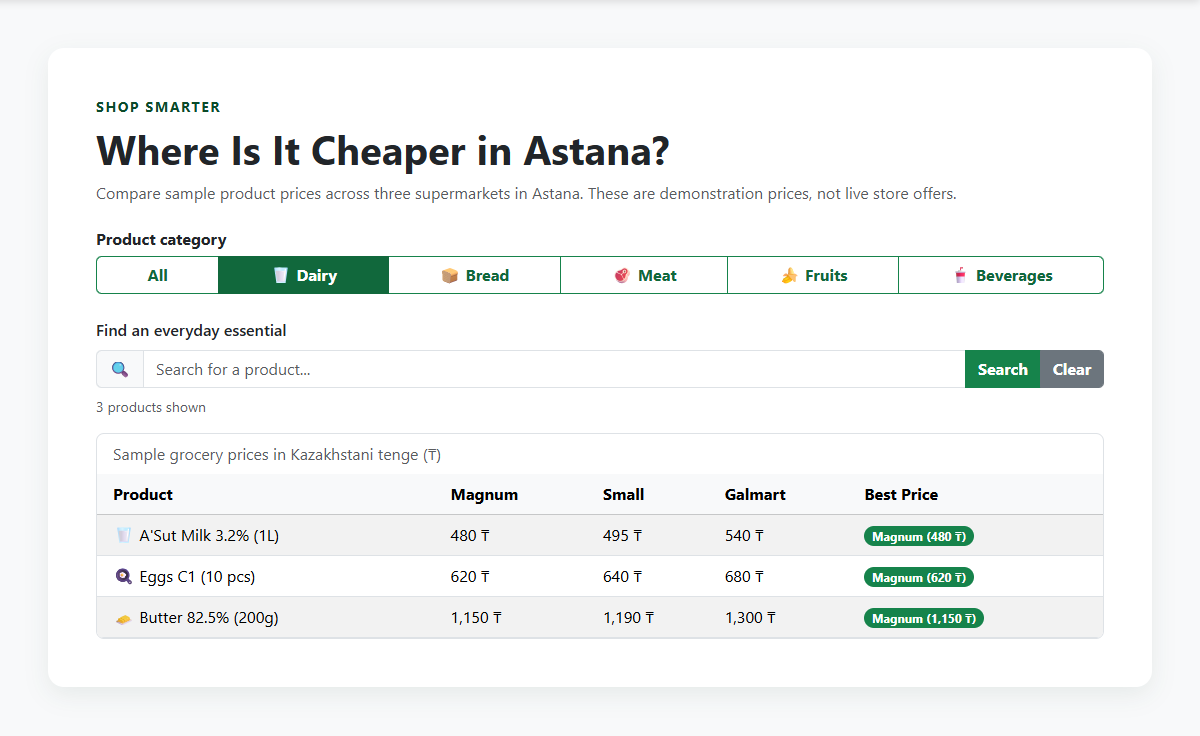 SHOP SMARTER
Where Is It Cheaper in Astana?
Compare sample product prices across three supermarkets in Astana. These are demonstration prices, not live store offers.
Product category
All Dairy Bread Meat Fruits Beverages
Find an everyday essential
Search for a product... Search Clear
3 products shown
Sample grocery prices in Kazakhstani tenge (₸)
Product Magnum Small Galmart Best Price
A'Sut Milk 3.2% (1L) 480 ₸ 495 ₸ 540 ₸ Magnum (480 ₸)
Eggs C1 (10 pcs) 620 ₸ 640 ₸ 680 ₸ Magnum (620 ₸)
Butter 82.5% (200g) 1,150 ₸ 1,190 ₸ 1,300 ₸ Magnum (1,150 ₸)